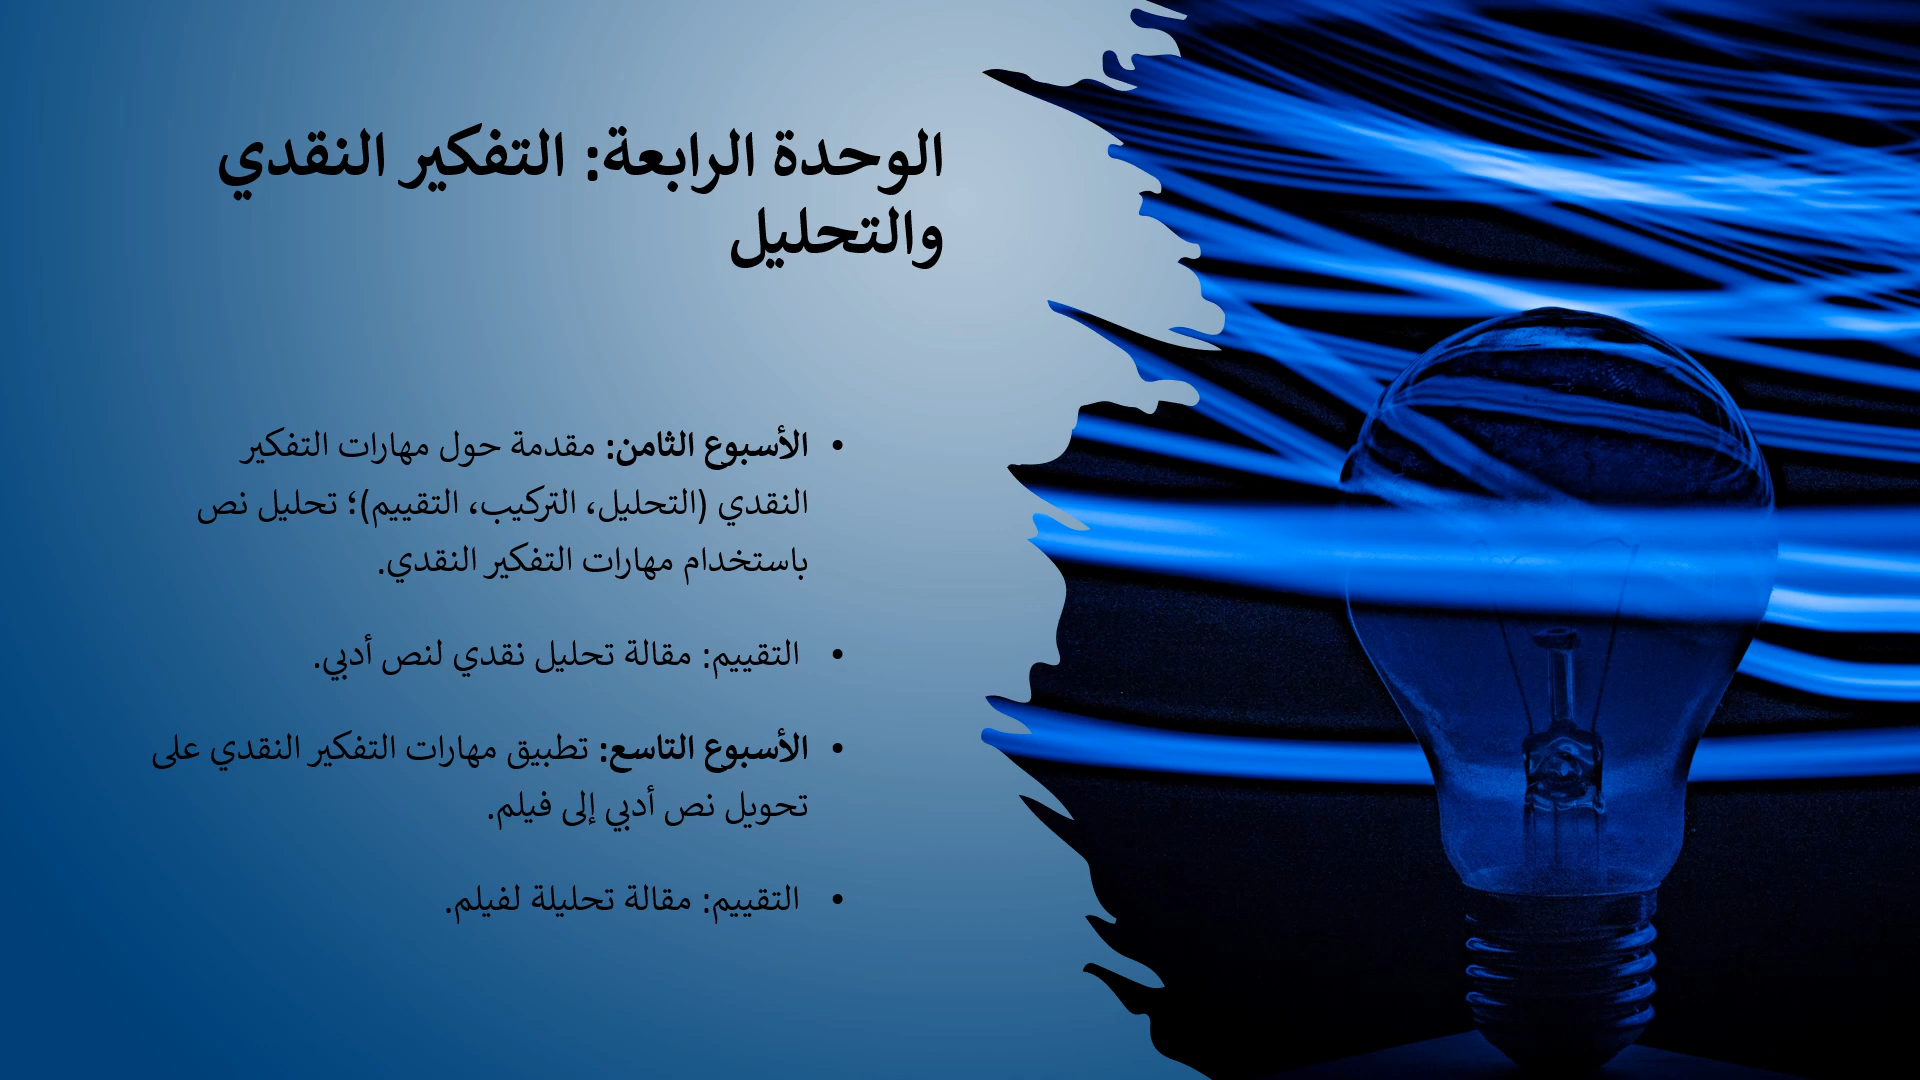 الوحدة الرابعة: التفكير النقدي
والتحليل
• الأسبوع الثامن: مقدمة حول مهارات التفكير
النقدي (التحليل، التركيب، التقييم)؛ تحليل نص
باستخدام مهارات التفكير النقدي.
• التقييم: مقالة تحليل نقدي لنص أدبي.
• الأسبوع التاسع: تطبيق مهارات التفكير النقدي على
تحويل نص أدبي إلى فيلم.
• التقييم: مقالة تحليلة لفيلم.